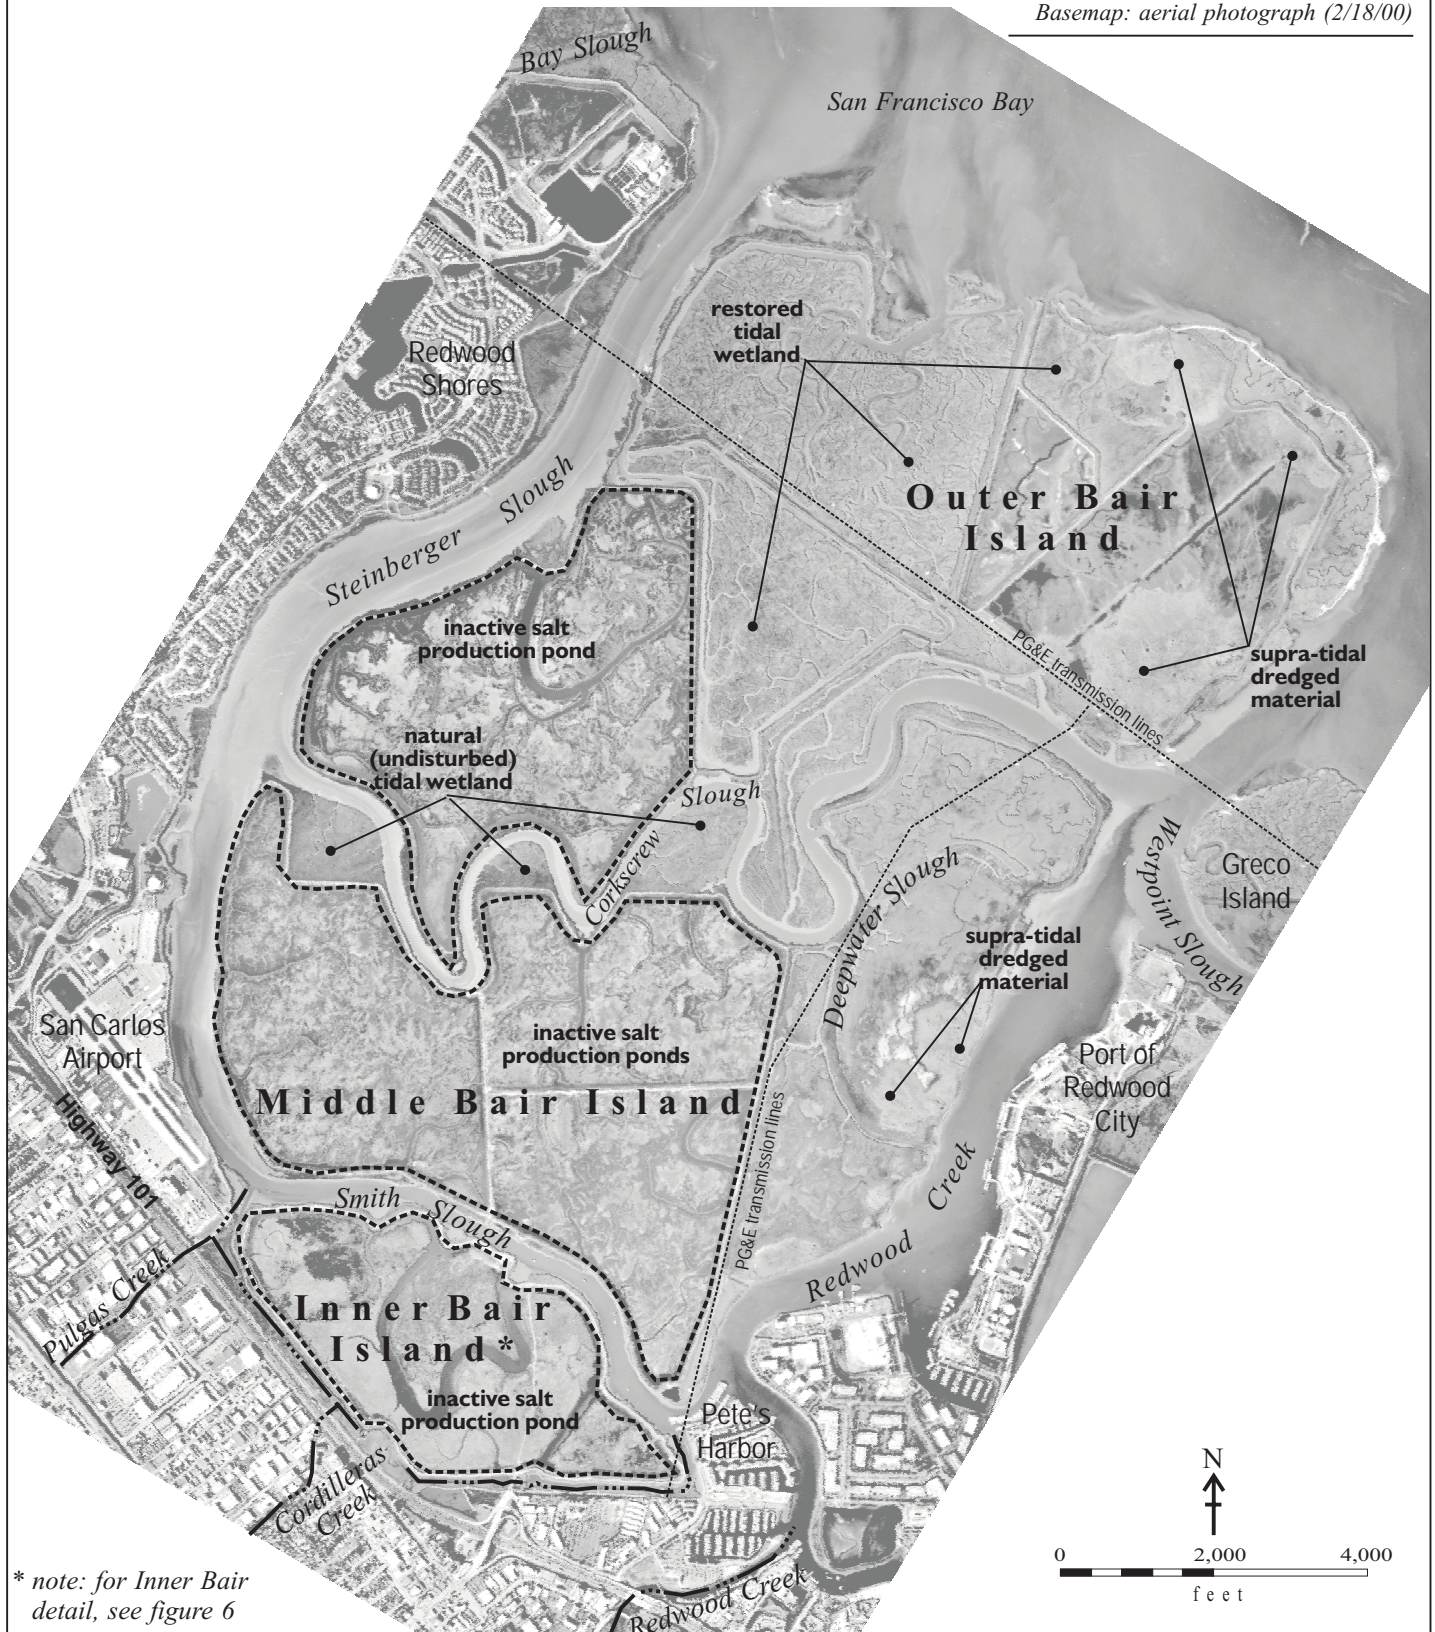 Basemap: aerial photograph (2/18/00)
Bay Slough
San Francisco Bay
restored
tidal
wetland
Redwood
Shores
Steinberger Slough
Outer Bair
Island
inactive salt
production pond
PG&E transmission lines
supra-tidal
dredged
material
natural
(undisturbed)
tidal wetland
Corkscrew Slough
Deepwater Slough
Westpoint Slough
Greco
Island
supra-tidal
dredged
material
San Carlos
Airport
inactive salt
production ponds
Port of
Redwood
City
Middle Bair Island
Highway 101
PG&E transmission lines
Smith Slough
Redwood Creek
Pulgas Creek
Inner Bair
Island*
inactive salt
production pond
Pete's
Harbor
Cordilleras
Creek
N
0 2,000 4,000
feet
* note: for Inner Bair
detail, see figure 6
Redwood Creek